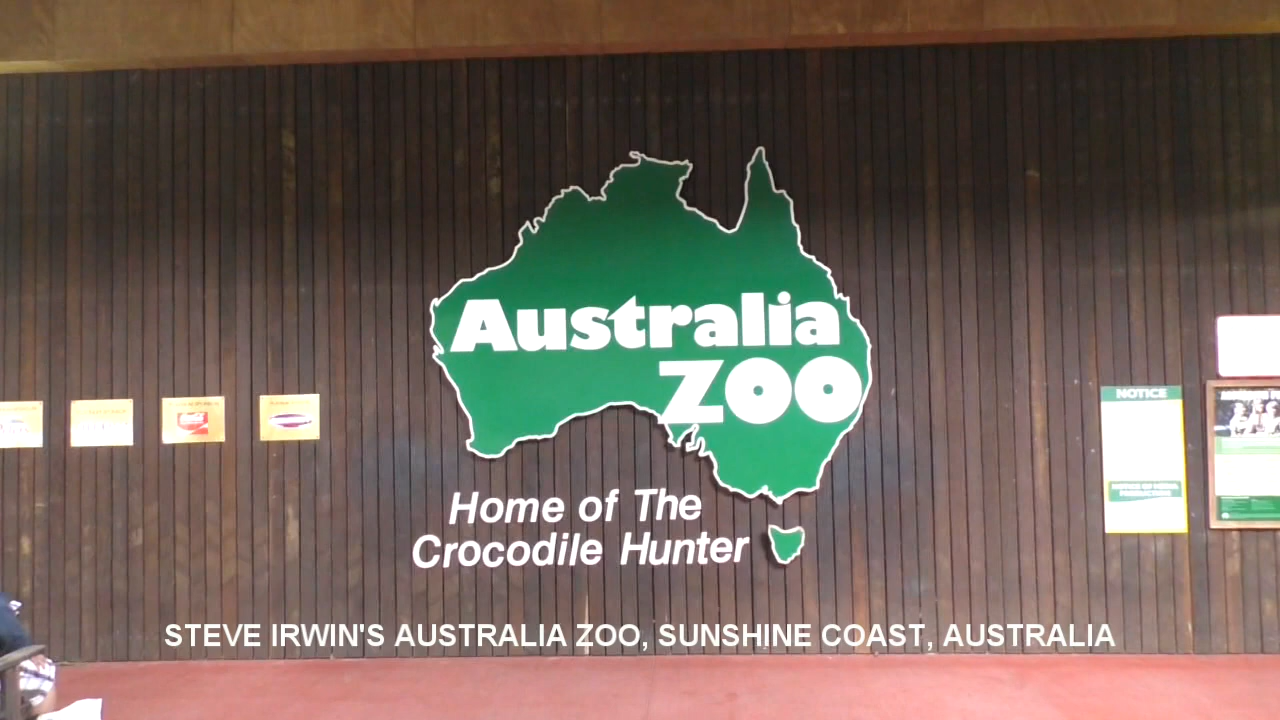 Australia
ZOO
Home of The
Crocodile Hunter
NOTICE
STEVE IRWIN'S AUSTRALIA ZOO, SUNSHINE COAST, AUSTRALIA